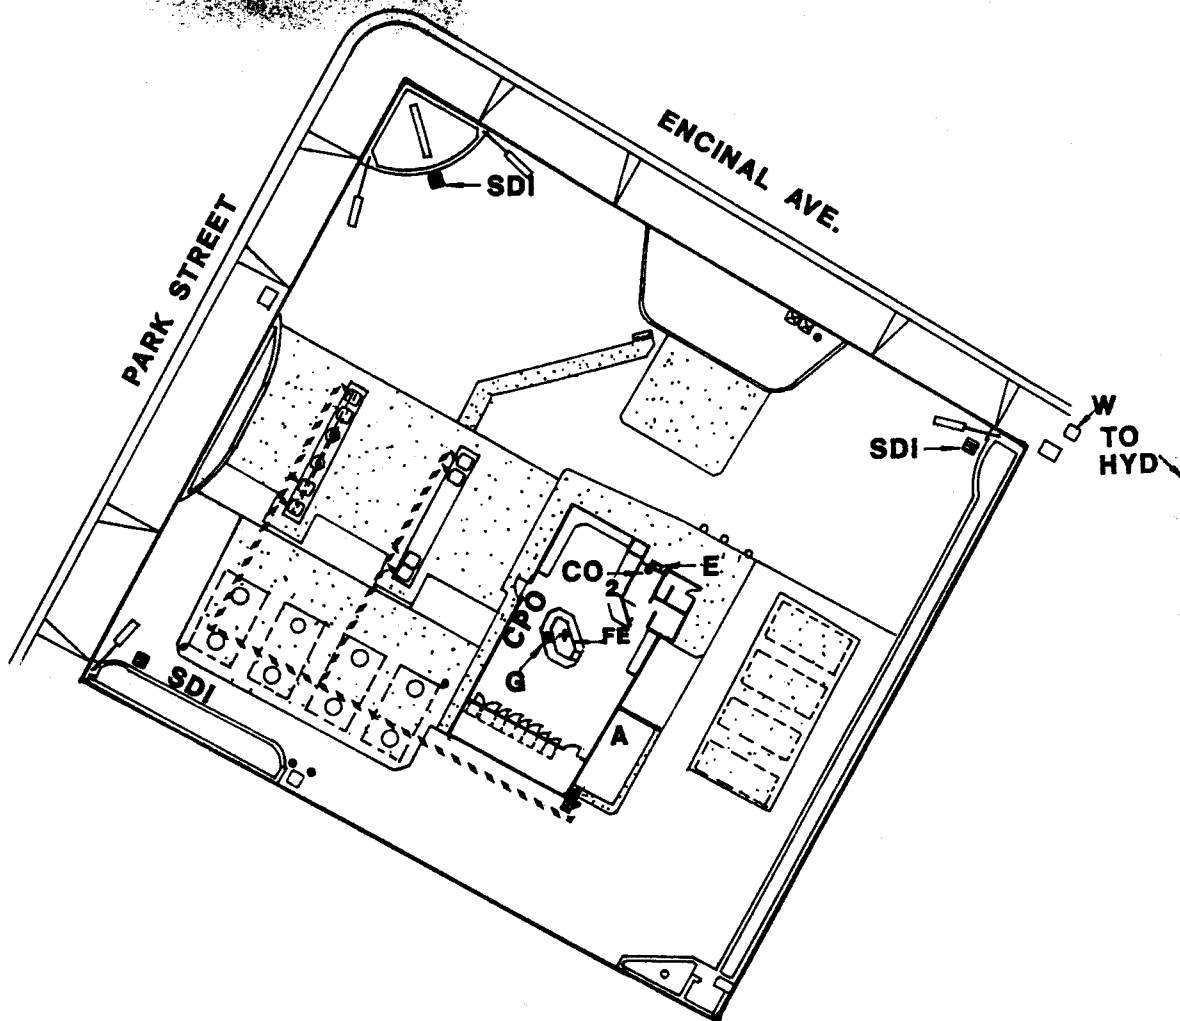 ENCINAL AVE.
SDI
PARK STREET
W
TO
HYD
SDI
CO2
E
CPO
FE
G
SDI
A